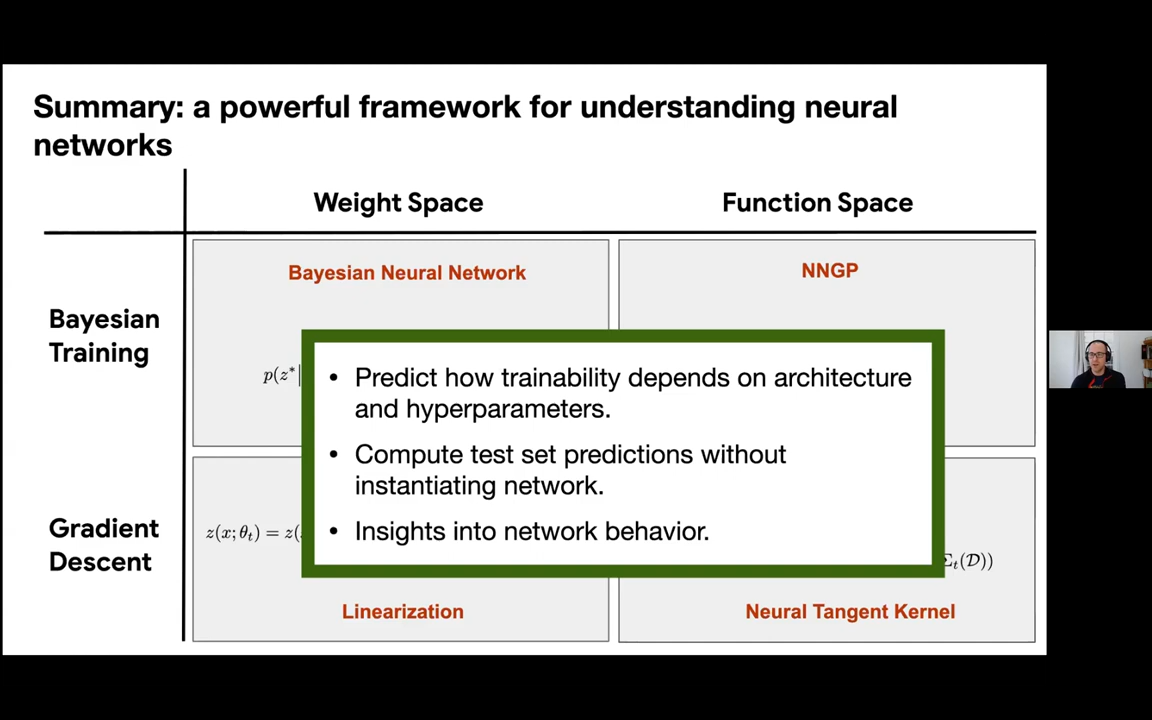 Summary: a powerful framework for understanding neural
networks
Weight Space
Function Space
Bayesian
Training
Bayesian Neural Network
p(z*|
NNGP
• Predict how trainability depends on architecture
and hyperparameters.
• Compute test set predictions without
instantiating network.
• Insights into network behavior.
Gradient
Descent
z(x; θₜ) = z(
Σₜ(𝒟))
Linearization
Neural Tangent Kernel